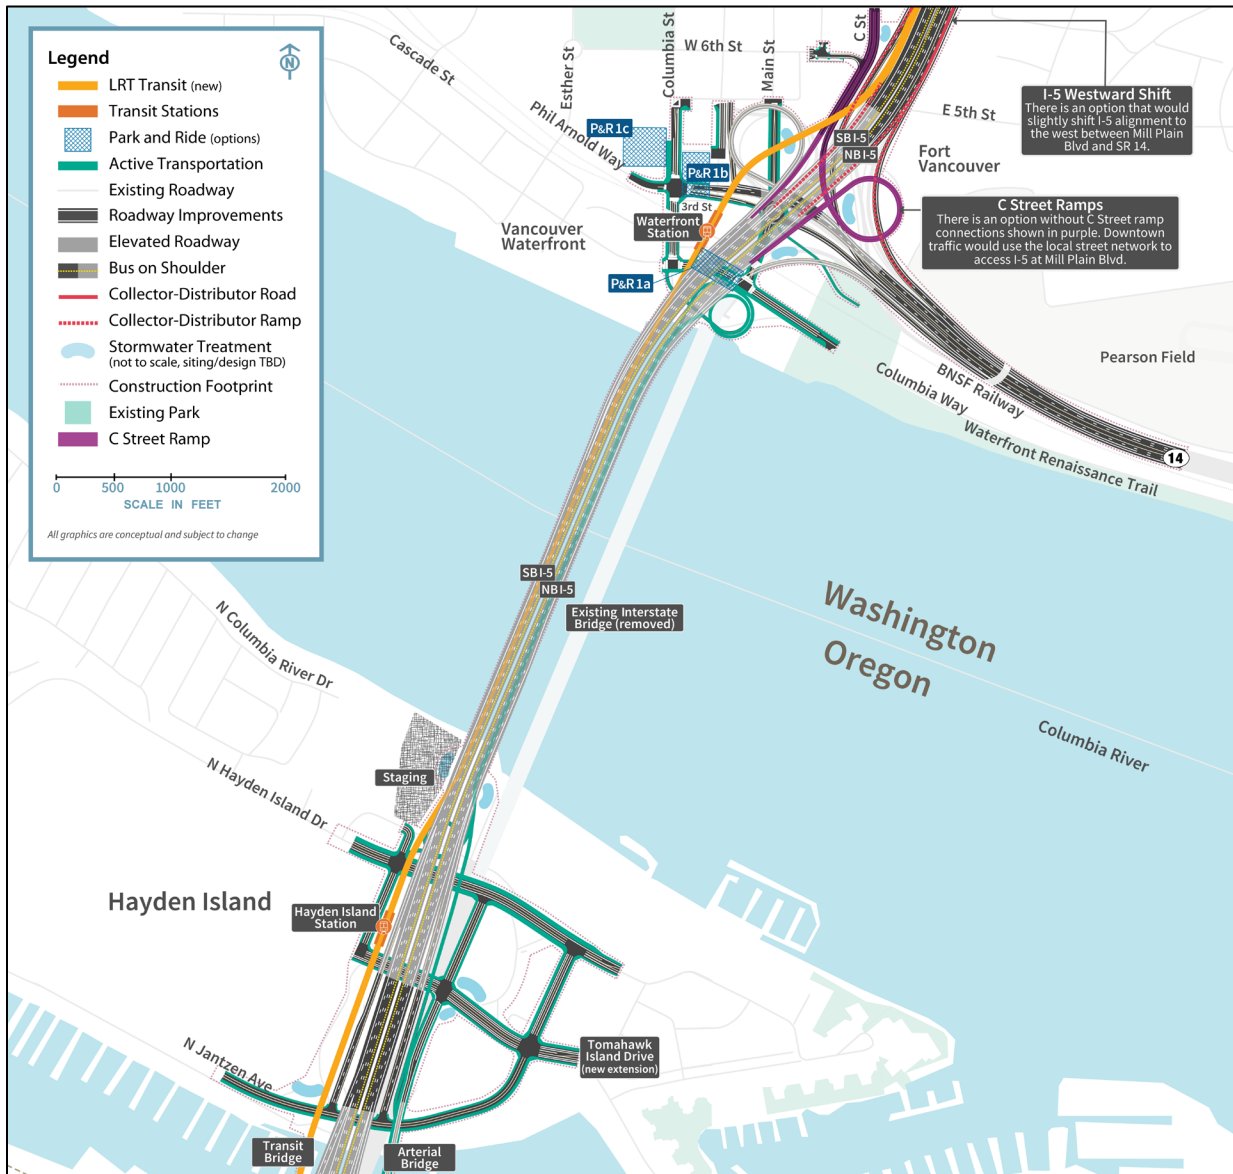 Legend
N
LRT Transit (new)
Transit Stations
Park and Ride (options)
Active Transportation
Existing Roadway
Roadway Improvements
Elevated Roadway
Bus on Shoulder
Collector-Distributor Road
Collector-Distributor Ramp
Stormwater Treatment
(not to scale, siting/design TBD)
Construction Footprint
Existing Park
C Street Ramp
0 500 1000 2000
SCALE IN FEET
All graphics are conceptual and subject to change
Cascade St
Esther St
Columbia St
W 6th St
Main St
C St
E 5th St
Phil Arnold Way
P&R 1c
P&R 1b
3rd St
Waterfront
Station
P&R 1a
Vancouver
Waterfront
SB I-5
NB I-5
Fort
Vancouver
I-5 Westward Shift
There is an option that would
slightly shift I-5 alignment to
the west between Mill Plain
Blvd and SR 14.
C Street Ramps
There is an option without C Street ramp
connections shown in purple. Downtown
traffic would use the local street network to
access I-5 at Mill Plain Blvd.
Pearson Field
BNSF Railway
Columbia Way
Waterfront Renaissance Trail
14
SB I-5
NB I-5
Existing Interstate
Bridge (removed)
Washington
Oregon
Columbia River
N Columbia River Dr
N Hayden Island Dr
Staging
Hayden Island
Hayden Island
Station
N Jantzen Ave
Tomahawk
Island Drive
(new extension)
Transit
Bridge
Arterial
Bridge